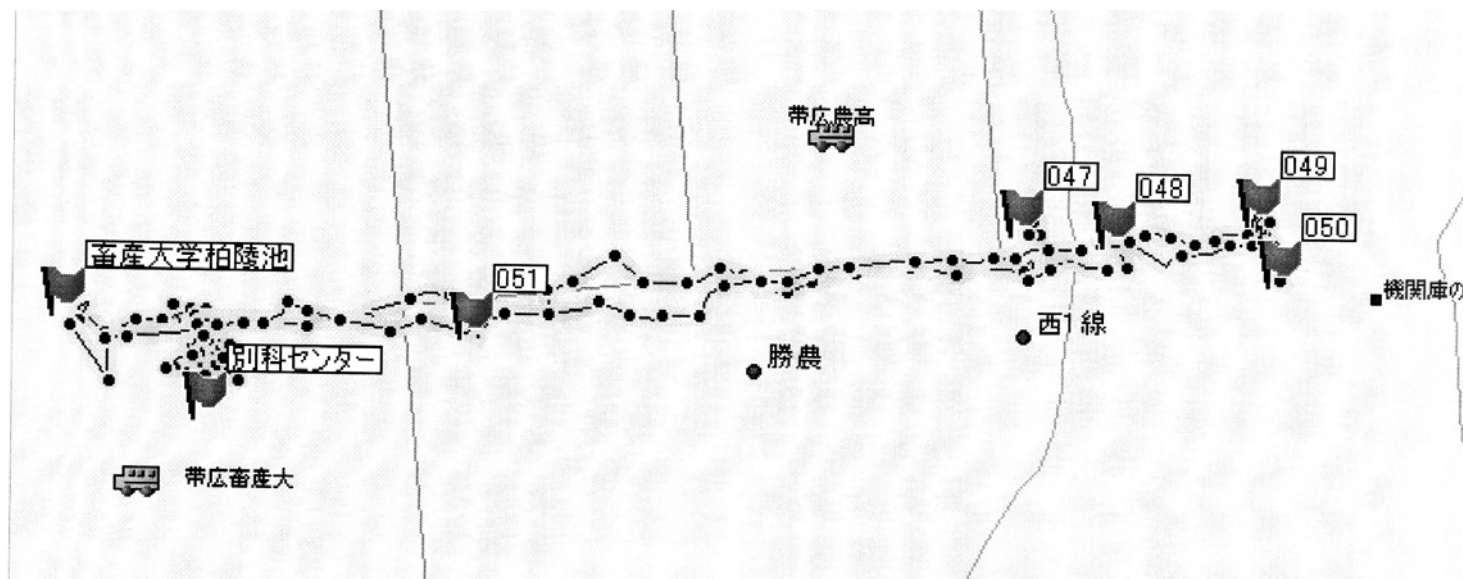 帯広農高
047
048
049
050
畜産大学柏陵池
051
機関庫の
西1線
勝農
別科センター
帯広畜産大